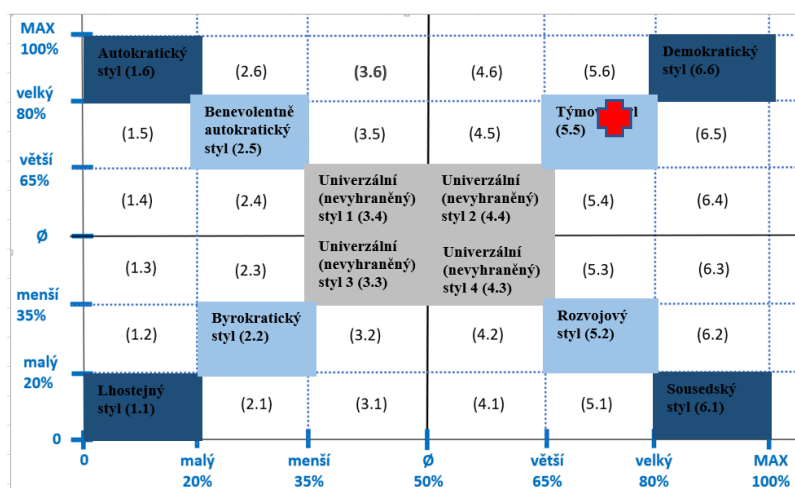 MAX
100%
Autokratický
styl (1.6)
(2.6)
(3.6)
(4.6)
(5.6)
Demokratický
styl (6.6)
velký
80%
(1.5)
Benevolentně
autokratický
styl (2.5)
(3.5)
(4.5)
(5.5)
(6.5)
větší
65%
(1.4)
(2.4)
Univerzální
(nevyhraněný)
styl 1 (3.4)
Univerzální
(nevyhraněný)
styl 2 (4.4)
(5.4)
(6.4)
Ø
(1.3)
(2.3)
Univerzální
(nevyhraněný)
styl 3 (3.3)
Univerzální
(nevyhraněný)
styl 4 (4.3)
(5.3)
(6.3)
menší
35%
(1.2)
Byrokratický
styl (2.2)
(3.2)
(4.2)
Rozvojový
styl (5.2)
(6.2)
malý
20%
Lhostejný
styl (1.1)
(2.1)
(3.1)
(4.1)
(5.1)
Sousedský
styl (6.1)
0
0 malý menší Ø větší velký MAX
20% 35% 50% 65% 80% 100%